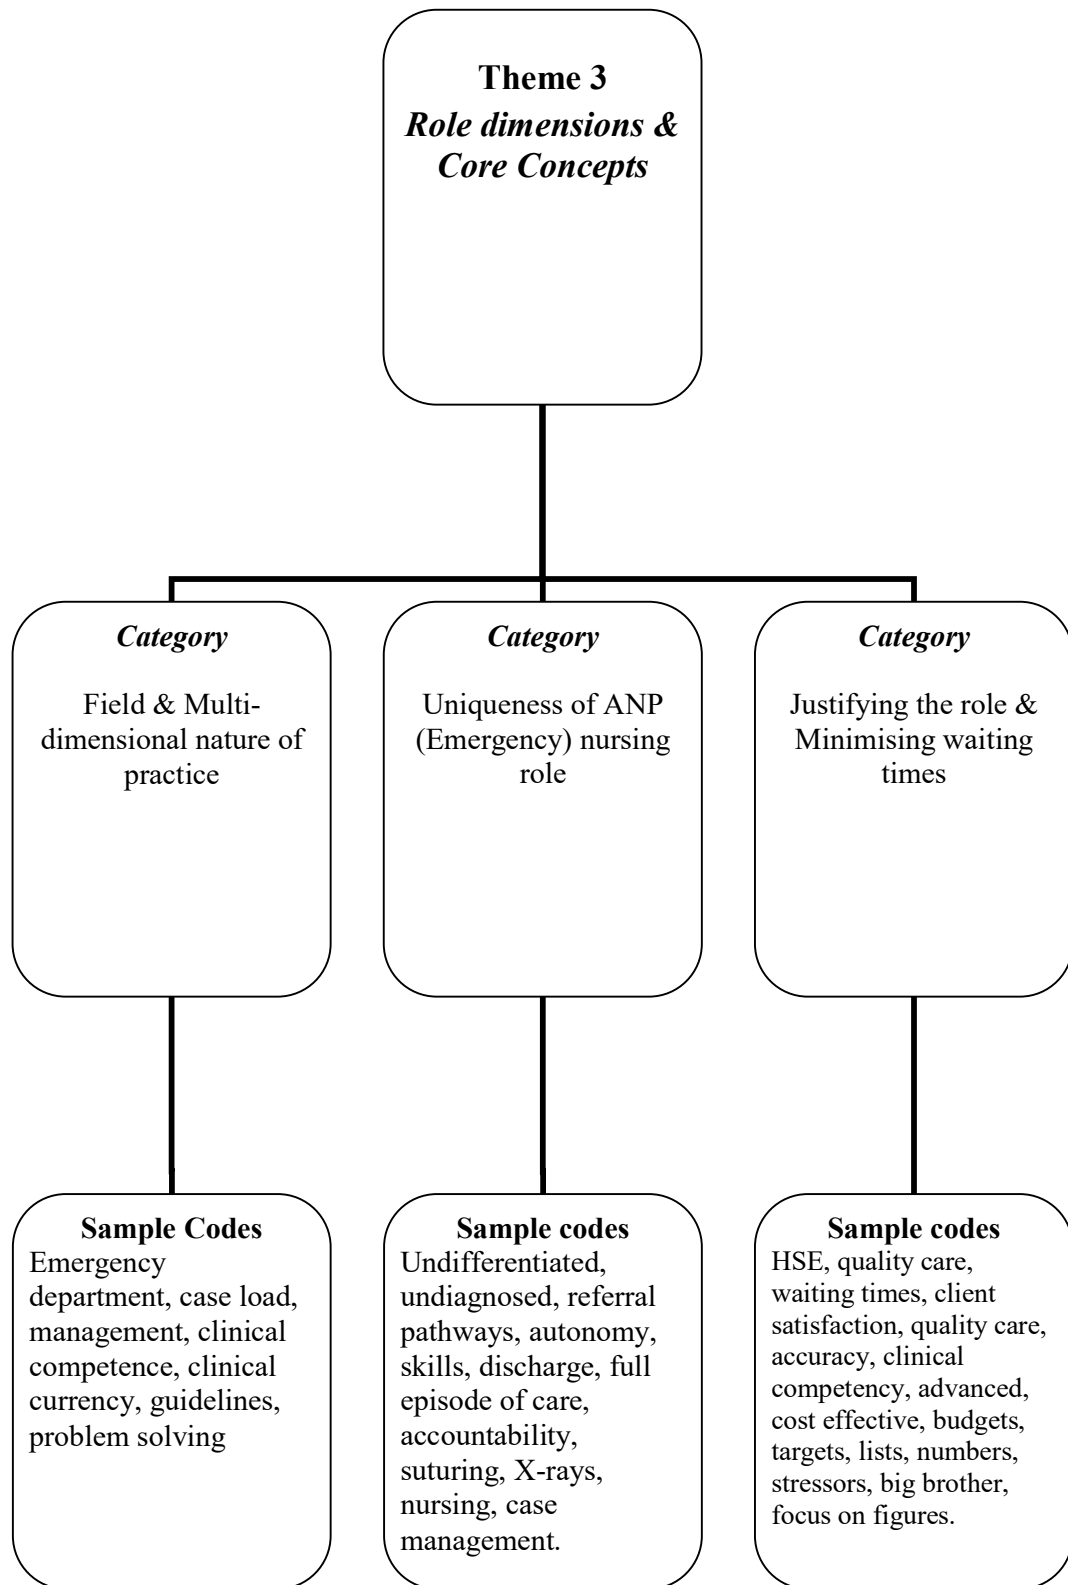 Theme 3
Role dimensions &
Core Concepts
Category
Field & Multi-
dimensional nature of
practice
Category
Uniqueness of ANP
(Emergency) nursing
role
Category
Justifying the role &
Minimising waiting
times
Sample Codes
Emergency
department, case load,
management, clinical
competence, clinical
currency, guidelines,
problem solving
Sample codes
Undifferentiated,
undiagnosed, referral
pathways, autonomy,
skills, discharge, full
episode of care,
accountability,
suturing, X-rays,
nursing, case
management.
Sample codes
HSE, quality care,
waiting times, client
satisfaction, quality care,
accuracy, clinical
competency, advanced,
cost effective, budgets,
targets, lists, numbers,
stressors, big brother,
focus on figures.